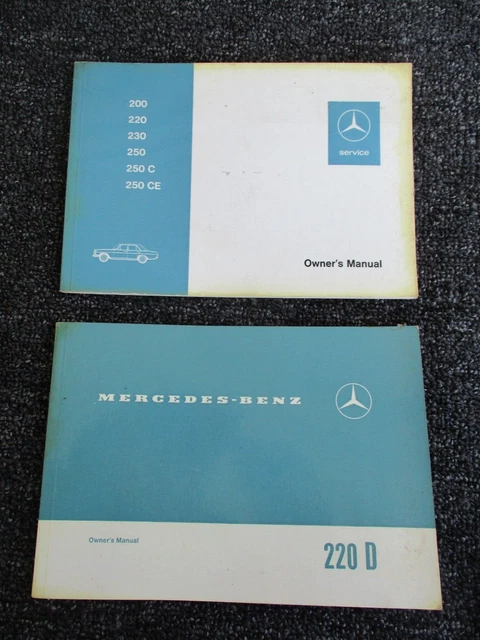 200
220
230
250
250 C
250 CE
service
Owner's Manual
MERCEDES-BENZ
Owner's Manual
220 D